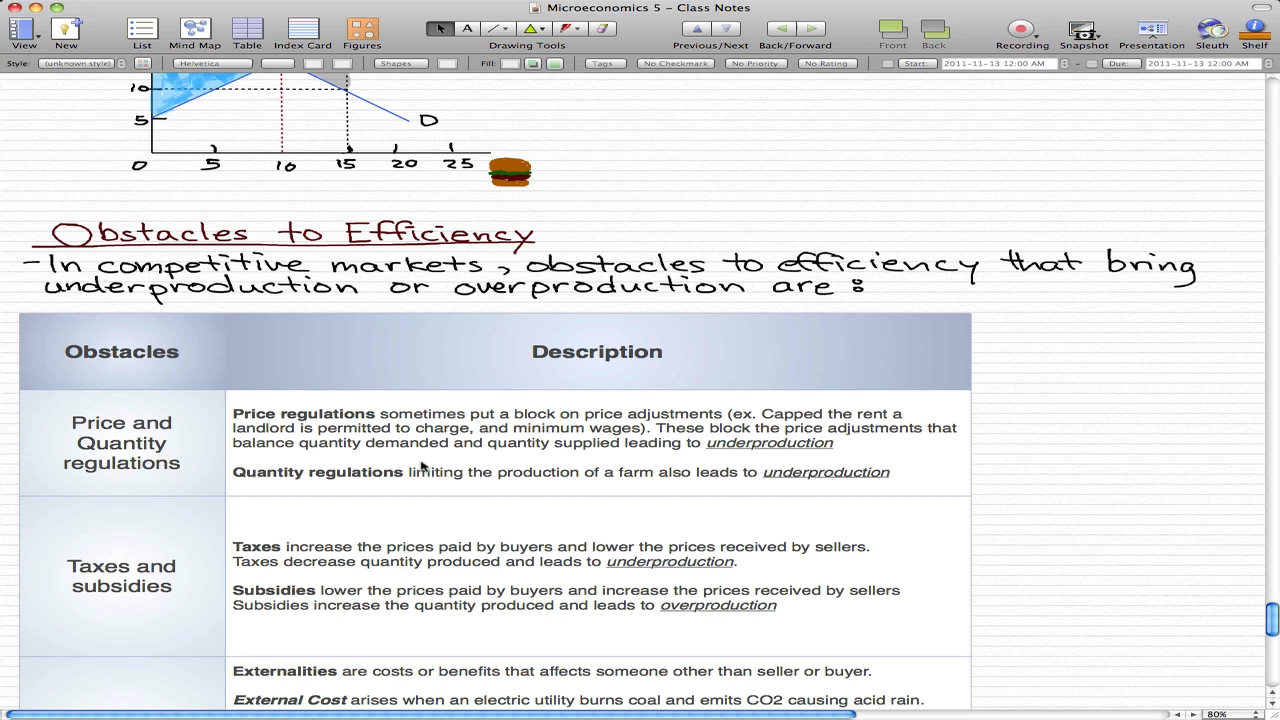 Microeconomics 5 - Class Notes
View New List Mind Map Table Index Card Figures Drawing Tools Previous/Next Back/Forward Front Back Recording Snapshot Presentation Sleuth Shelf
Style: (unknown style) Helvetica Shapes Fill: Tags No Checkmark No Priority No Rating Start: 2011-11-13 12:00 AM Due: 2011-11-13 12:00 AM
10
5
D
0 5 10 15 20 25
Obstacles to Efficiency
- In competitive markets, obstacles to efficiency that bring
underproduction or overproduction are :
Obstacles Description
Price and
Quantity
regulations
Price regulations sometimes put a block on price adjustments (ex. Capped the rent a
landlord is permitted to charge, and minimum wages). These block the price adjustments that
balance quantity demanded and quantity supplied leading to underproduction
Quantity regulations limiting the production of a farm also leads to underproduction
Taxes and
subsidies
Taxes increase the prices paid by buyers and lower the prices received by sellers.
Taxes decrease quantity produced and leads to underproduction.
Subsidies lower the prices paid by buyers and increase the prices received by sellers
Subsidies increase the quantity produced and leads to overproduction
Externalities are costs or benefits that affects someone other than seller or buyer.
External Cost arises when an electric utility burns coal and emits CO2 causing acid rain.
80%